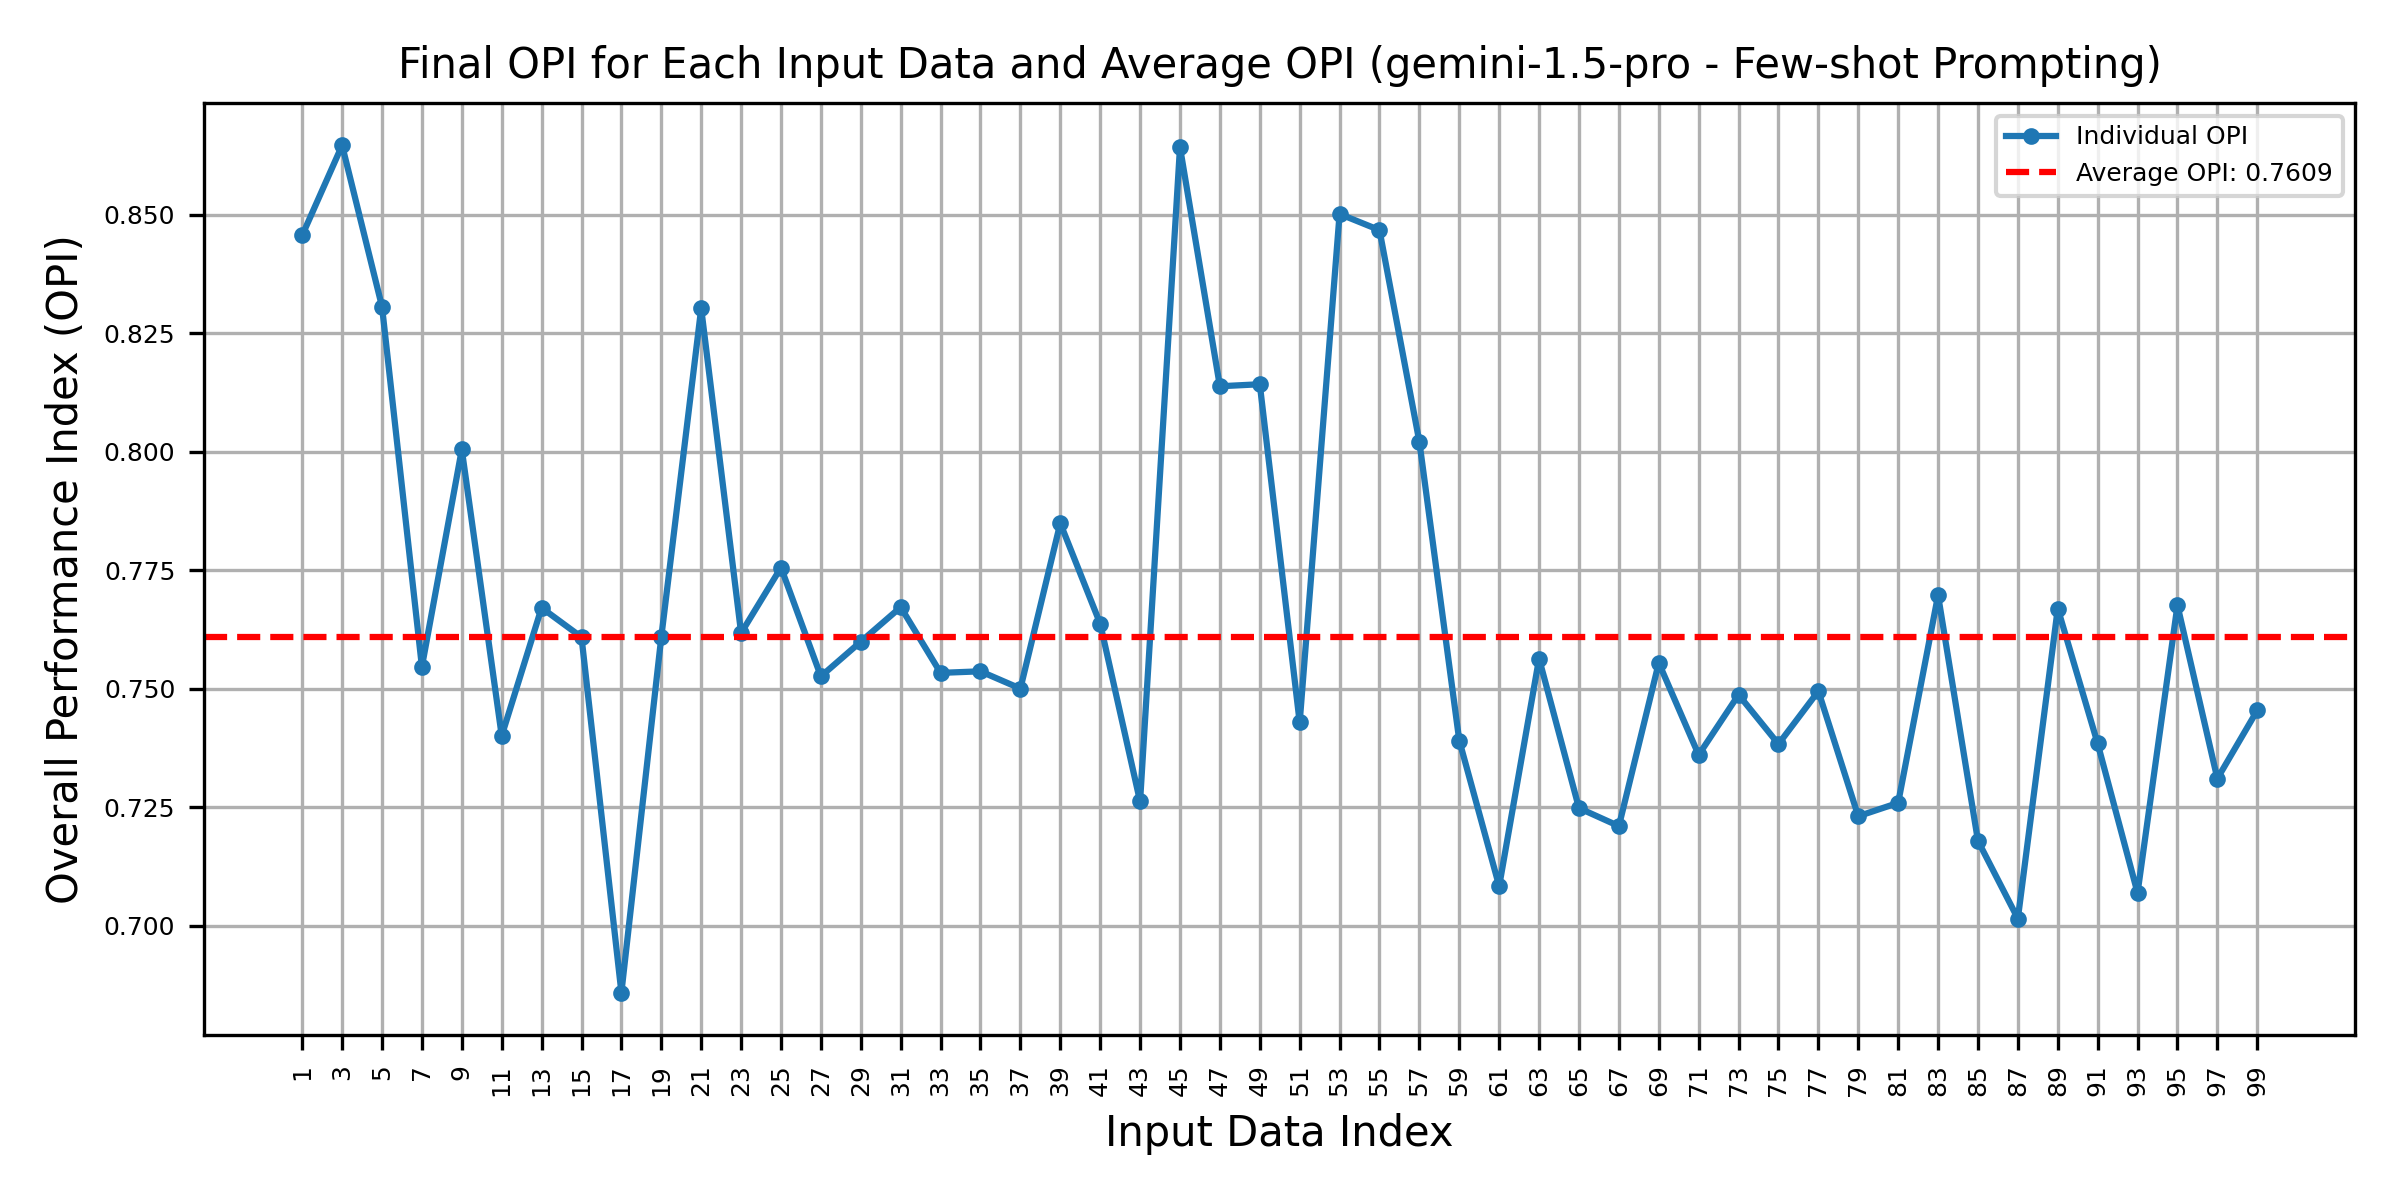 Final OPI for Each Input Data and Average OPI (gemini-1.5-pro - Few-shot Prompting)
Individual OPI
Average OPI: 0.7609
Overall Performance Index (OPI)
0.850
0.825
0.800
0.775
0.750
0.725
0.700
1 3 5 7 9 11 13 15 17 19 21 23 25 27 29 31 33 35 37 39 41 43 45 47 49 51 53 55 57 59 61 63 65 67 69 71 73 75 77 79 81 83 85 87 89 91 93 95 97 99
Input Data Index